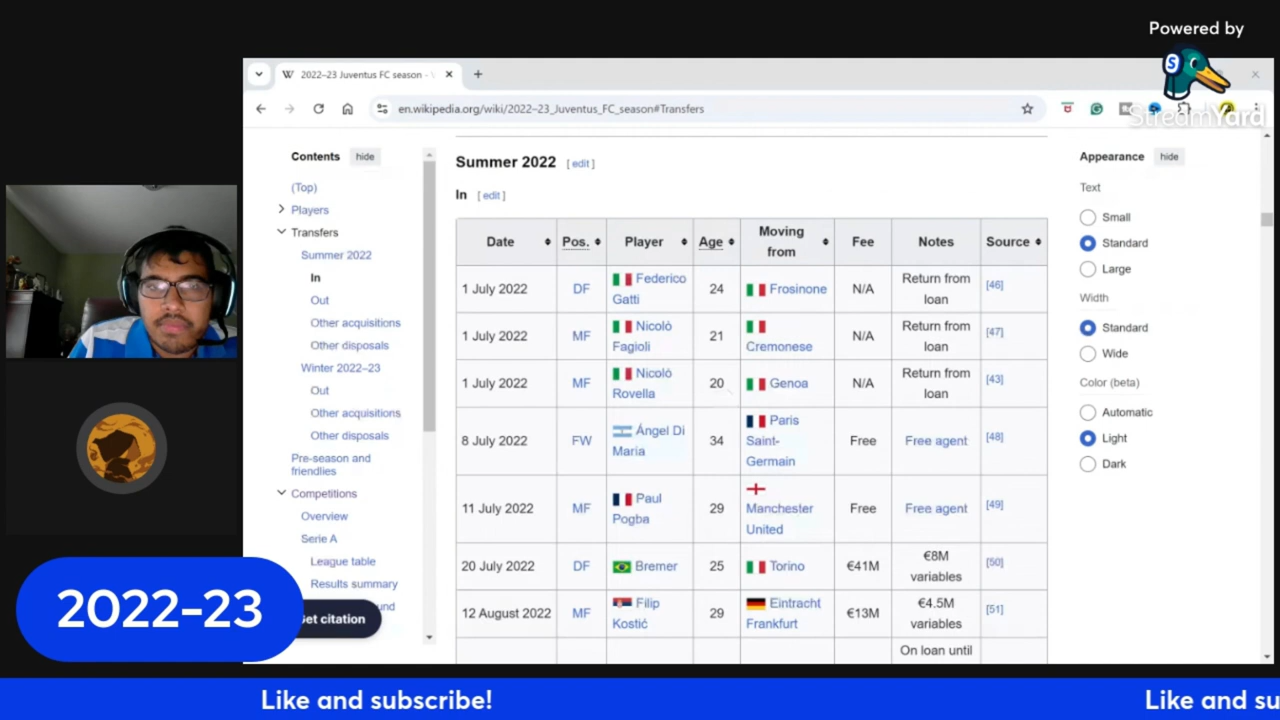 Powered by
StreamYard
2022–23 Juventus FC season -
en.wikipedia.org/wiki/2022–23_Juventus_FC_season#Transfers
Contents hide
(Top)
Players
Transfers
Summer 2022
In
Out
Other acquisitions
Other disposals
Winter 2022–23
Out
Other acquisitions
Other disposals
Pre-season and
friendlies
Competitions
Overview
Serie A
League table
Results summary
Get citation
Summer 2022 [ edit ]
In [ edit ]
Date Pos. Player Age Moving from Fee Notes Source
1 July 2022 DF Federico Gatti 24 Frosinone N/A Return from loan [46]
1 July 2022 MF Nicolò Fagioli 21 Cremonese N/A Return from loan [47]
1 July 2022 MF Nicolò Rovella 20 Genoa N/A Return from loan [43]
8 July 2022 FW Ángel Di María 34 Paris Saint-Germain Free Free agent [48]
11 July 2022 MF Paul Pogba 29 Manchester United Free Free agent [49]
20 July 2022 DF Bremer 25 Torino €41M €8M variables [50]
12 August 2022 MF Filip Kostić 29 Eintracht Frankfurt €13M €4.5M variables [51]
On loan until
Appearance hide
Text
Small
Standard
Large
Width
Standard
Wide
Color (beta)
Automatic
Light
Dark
2022-23
Like and subscribe!
Like and su